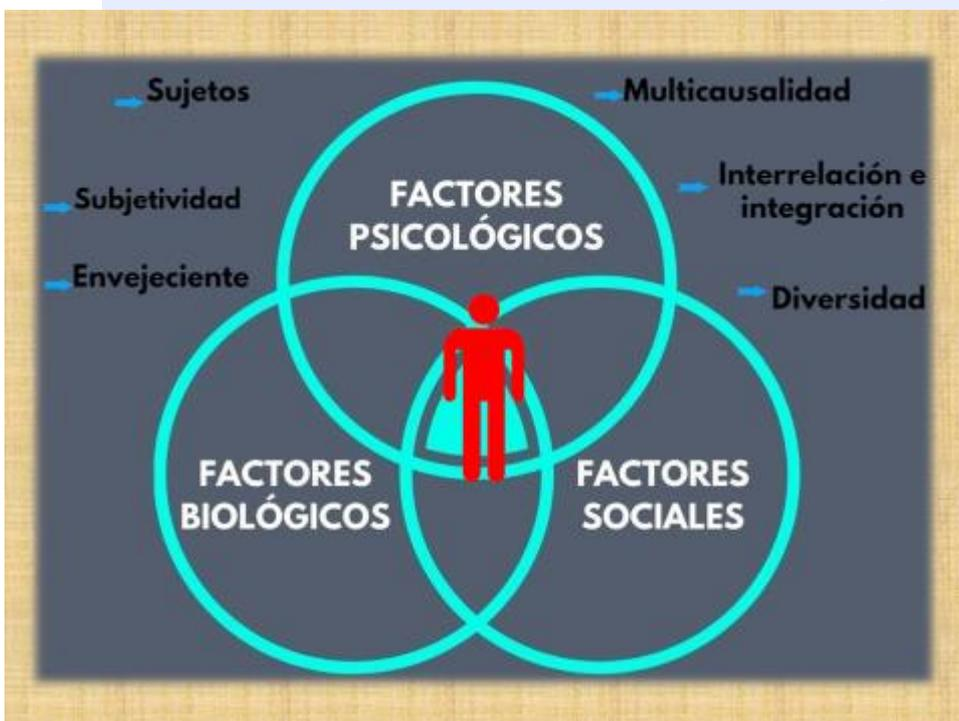 Sujetos
Multicausalidad
Subjetividad
Interrelación e
integración
Envejeciente
Diversidad
FACTORES
PSICOLÓGICOS
FACTORES
BIOLÓGICOS
FACTORES
SOCIALES